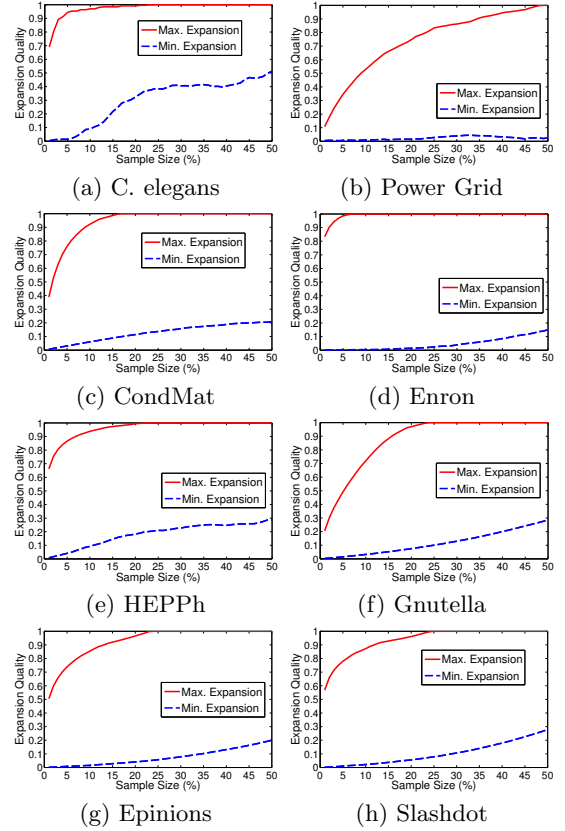 Expansion Quality
1
0.9
0.8
0.7
0.6
0.5
0.4
0.3
0.2
0.1
0
Max. Expansion
Min. Expansion
0 5 10 15 20 25 30 35 40 45 50
Sample Size (%)
(a) C. elegans
Expansion Quality
1
0.9
0.8
0.7
0.6
0.5
0.4
0.3
0.2
0.1
0
Max. Expansion
Min. Expansion
0 5 10 15 20 25 30 35 40 45 50
Sample Size (%)
(b) Power Grid
Expansion Quality
1
0.9
0.8
0.7
0.6
0.5
0.4
0.3
0.2
0.1
0
Max. Expansion
Min. Expansion
0 5 10 15 20 25 30 35 40 45 50
Sample Size (%)
(c) CondMat
Expansion Quality
1
0.9
0.8
0.7
0.6
0.5
0.4
0.3
0.2
0.1
0
Max. Expansion
Min. Expansion
0 5 10 15 20 25 30 35 40 45 50
Sample Size (%)
(d) Enron
Expansion Quality
1
0.9
0.8
0.7
0.6
0.5
0.4
0.3
0.2
0.1
0
Max. Expansion
Min. Expansion
0 5 10 15 20 25 30 35 40 45 50
Sample Size (%)
(e) HEPPh
Expansion Quality
1
0.9
0.8
0.7
0.6
0.5
0.4
0.3
0.2
0.1
0
Max. Expansion
Min. Expansion
0 5 10 15 20 25 30 35 40 45 50
Sample Size (%)
(f) Gnutella
Expansion Quality
1
0.9
0.8
0.7
0.6
0.5
0.4
0.3
0.2
0.1
0
Max. Expansion
Min. Expansion
0 5 10 15 20 25 30 35 40 45 50
Sample Size (%)
(g) Epinions
Expansion Quality
1
0.9
0.8
0.7
0.6
0.5
0.4
0.3
0.2
0.1
0
Max. Expansion
Min. Expansion
0 5 10 15 20 25 30 35 40 45 50
Sample Size (%)
(h) Slashdot